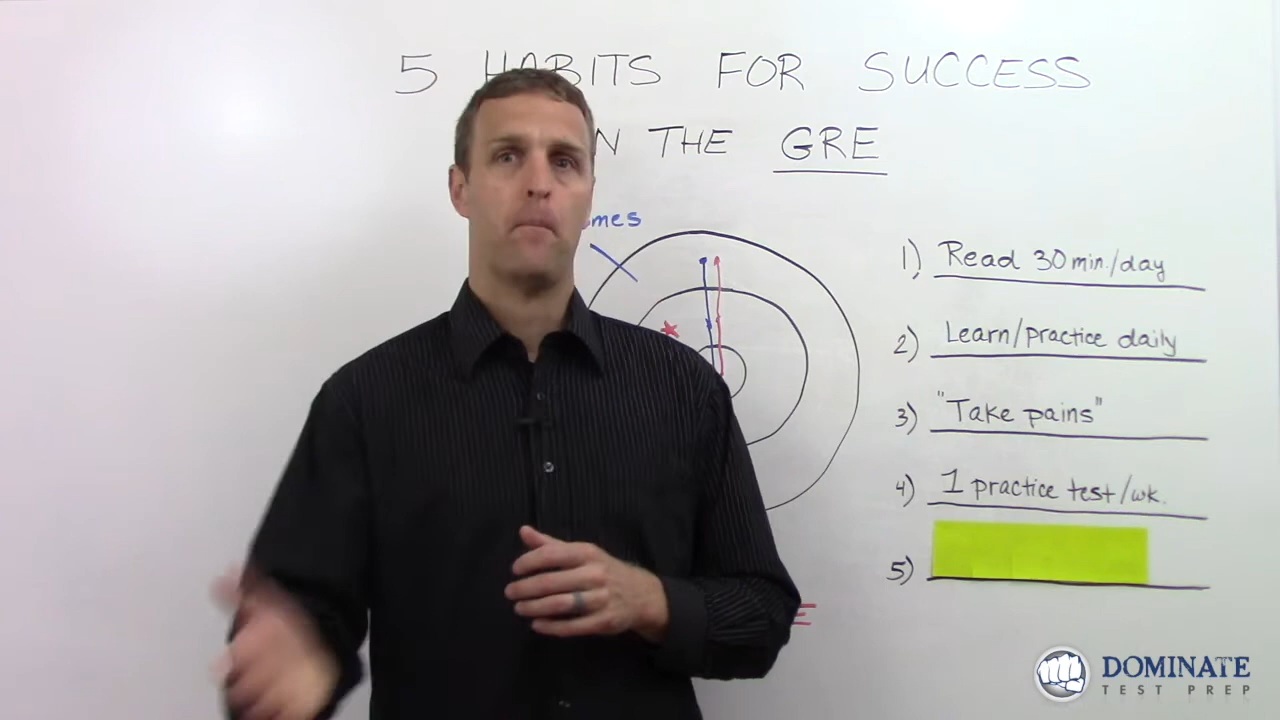 5 HABITS FOR SUCCESS
THE GRE
1) Read 30 min./day
2) Learn/practice daily
3) "Take pains"
4) 1 practice test/wk.
5)
DOMINATE
TEST PREP